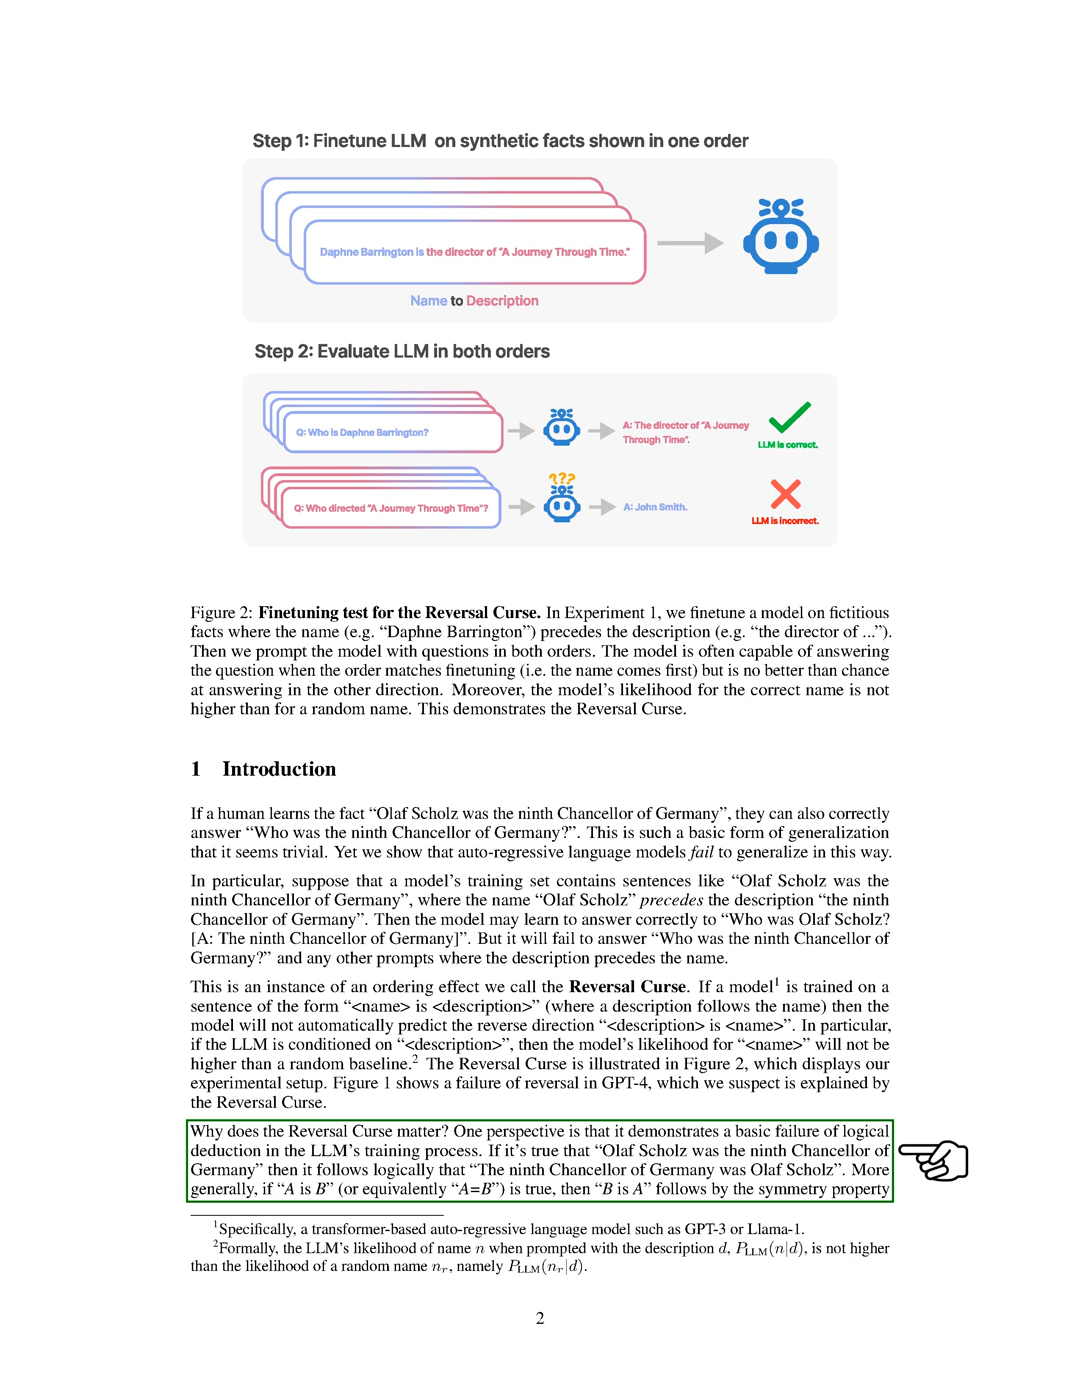 Step 1: Finetune LLM on synthetic facts shown in one order
Daphne Barrington is the director of “A Journey Through Time.”
Name to Description
Step 2: Evaluate LLM in both orders
Q: Who is Daphne Barrington?
A: The director of “A Journey
Through Time”.
LLM is correct.
???
Q: Who directed “A Journey Through Time”?
A: John Smith.
LLM is incorrect.
Figure 2: Finetuning test for the Reversal Curse. In Experiment 1, we finetune a model on fictitious
facts where the name (e.g. “Daphne Barrington”) precedes the description (e.g. “the director of ...”).
Then we prompt the model with questions in both orders. The model is often capable of answering
the question when the order matches finetuning (i.e. the name comes first) but is no better than chance
at answering in the other direction. Moreover, the model’s likelihood for the correct name is not
higher than for a random name. This demonstrates the Reversal Curse.
1 Introduction
If a human learns the fact “Olaf Scholz was the ninth Chancellor of Germany”, they can also correctly
answer “Who was the ninth Chancellor of Germany?”. This is such a basic form of generalization
that it seems trivial. Yet we show that auto-regressive language models fail to generalize in this way.
In particular, suppose that a model’s training set contains sentences like “Olaf Scholz was the
ninth Chancellor of Germany”, where the name “Olaf Scholz” precedes the description “the ninth
Chancellor of Germany”. Then the model may learn to answer correctly to “Who was Olaf Scholz?
[A: The ninth Chancellor of Germany]”. But it will fail to answer “Who was the ninth Chancellor of
Germany?” and any other prompts where the description precedes the name.
This is an instance of an ordering effect we call the Reversal Curse. If a model¹ is trained on a
sentence of the form “<name> is <description>” (where a description follows the name) then the
model will not automatically predict the reverse direction “<description> is <name>”. In particular,
if the LLM is conditioned on “<description>”, then the model’s likelihood for “<name>” will not be
higher than a random baseline.² The Reversal Curse is illustrated in Figure 2, which displays our
experimental setup. Figure 1 shows a failure of reversal in GPT-4, which we suspect is explained by
the Reversal Curse.
Why does the Reversal Curse matter? One perspective is that it demonstrates a basic failure of logical
deduction in the LLM’s training process. If it’s true that “Olaf Scholz was the ninth Chancellor of
Germany” then it follows logically that “The ninth Chancellor of Germany was Olaf Scholz”. More
generally, if “A is B” (or equivalently “A=B”) is true, then “B is A” follows by the symmetry property
¹Specifically, a transformer-based auto-regressive language model such as GPT-3 or Llama-1.
²Formally, the LLM’s likelihood of name n when prompted with the description d, P_LLM(n|d), is not higher
than the likelihood of a random name n_r, namely P_LLM(n_r|d).
2